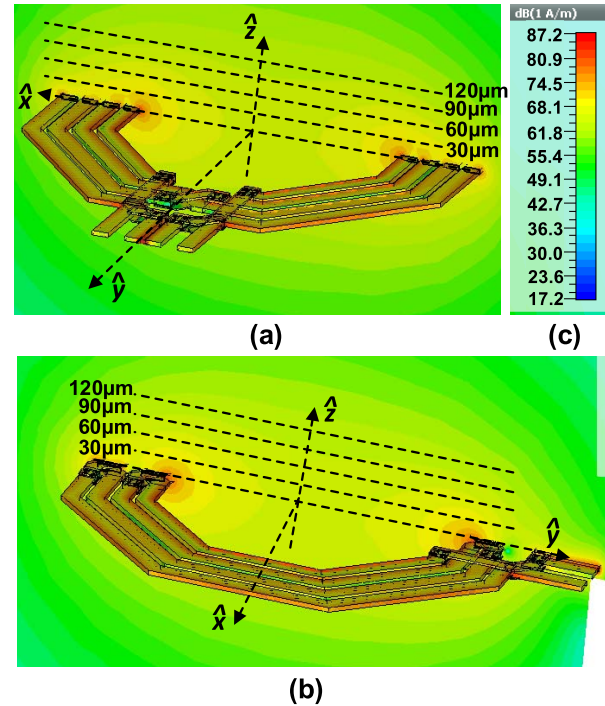 ẑ
x̂
120µm
90µm
60µm
30µm
ŷ
(a)
dB(1 A/m)
87.2
80.9
74.5
68.1
61.8
55.4
49.1
42.7
36.3
30.0
23.6
17.2
(c)
120µm
90µm
60µm
30µm
ẑ
ŷ
x̂
(b)